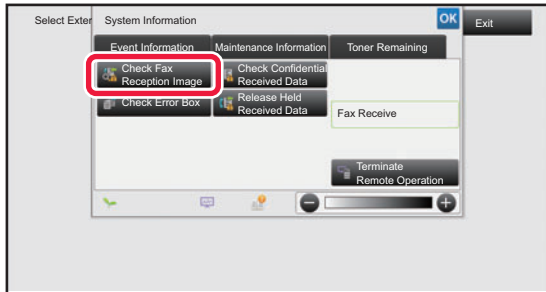 Select Exter
System Information
OK
Exit
Event Information
Maintenance Information
Toner Remaining
Check Fax
Reception Image
Check Confidential
Received Data
Check Error Box
Release Held
Received Data
Fax Receive
Terminate
Remote Operation